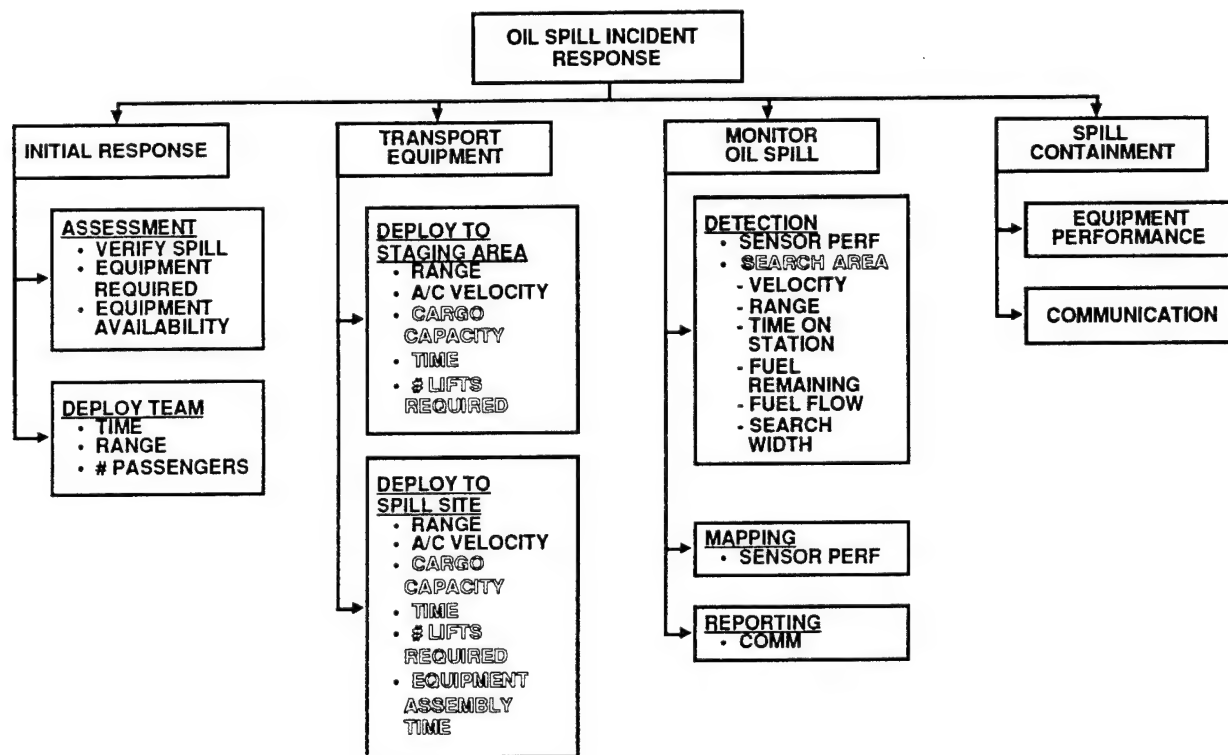 OIL SPILL INCIDENT
RESPONSE
INITIAL RESPONSE
ASSESSMENT
• VERIFY SPILL
• EQUIPMENT
REQUIRED
• EQUIPMENT
AVAILABILITY
DEPLOY TEAM
• TIME
• RANGE
• # PASSENGERS
TRANSPORT
EQUIPMENT
DEPLOY TO
STAGING AREA
• RANGE
• A/C VELOCITY
• CARGO
CAPACITY
• TIME
• # LIFTS
REQUIRED
DEPLOY TO
SPILL SITE
• RANGE
• A/C VELOCITY
• CARGO
CAPACITY
• TIME
• # LIFTS
REQUIRED
• EQUIPMENT
ASSEMBLY
TIME
MONITOR
OIL SPILL
DETECTION
• SENSOR PERF
• SEARCH AREA
- VELOCITY
- RANGE
- TIME ON
STATION
- FUEL
REMAINING
- FUEL FLOW
- SEARCH
WIDTH
MAPPING
• SENSOR PERF
REPORTING
• COMM
SPILL
CONTAINMENT
EQUIPMENT
PERFORMANCE
COMMUNICATION